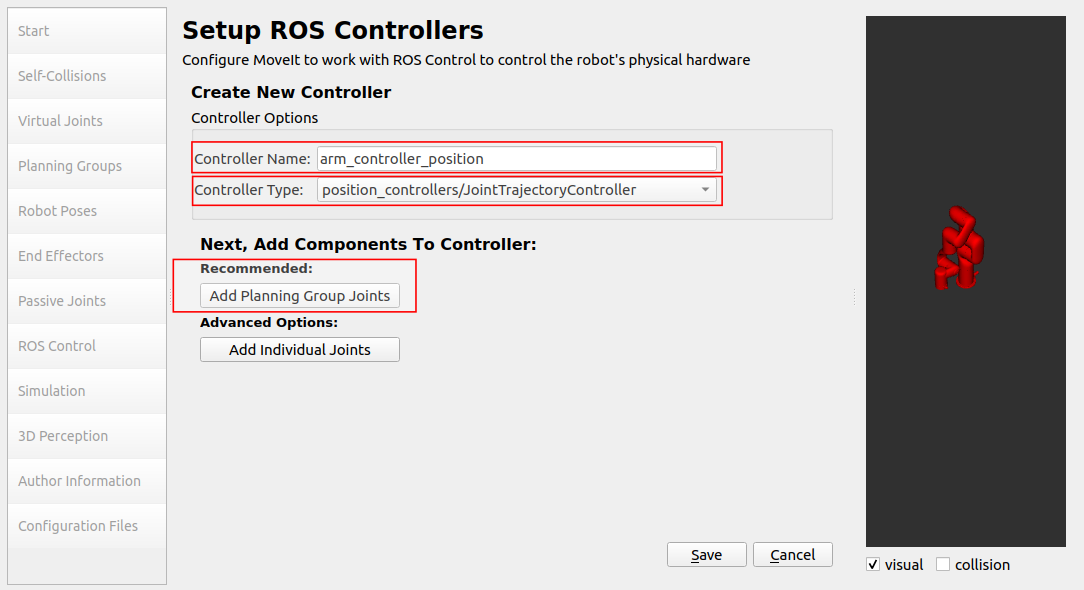 Start
Self-Collisions
Virtual Joints
Planning Groups
Robot Poses
End Effectors
Passive Joints
ROS Control
Simulation
3D Perception
Author Information
Configuration Files
Setup ROS Controllers
Configure MoveIt to work with ROS Control to control the robot's physical hardware
Create New Controller
Controller Options
Controller Name: arm_controller_position
Controller Type: position_controllers/JointTrajectoryController
Next, Add Components To Controller:
Recommended:
Add Planning Group Joints
Advanced Options:
Add Individual Joints
Save Cancel
visual collision